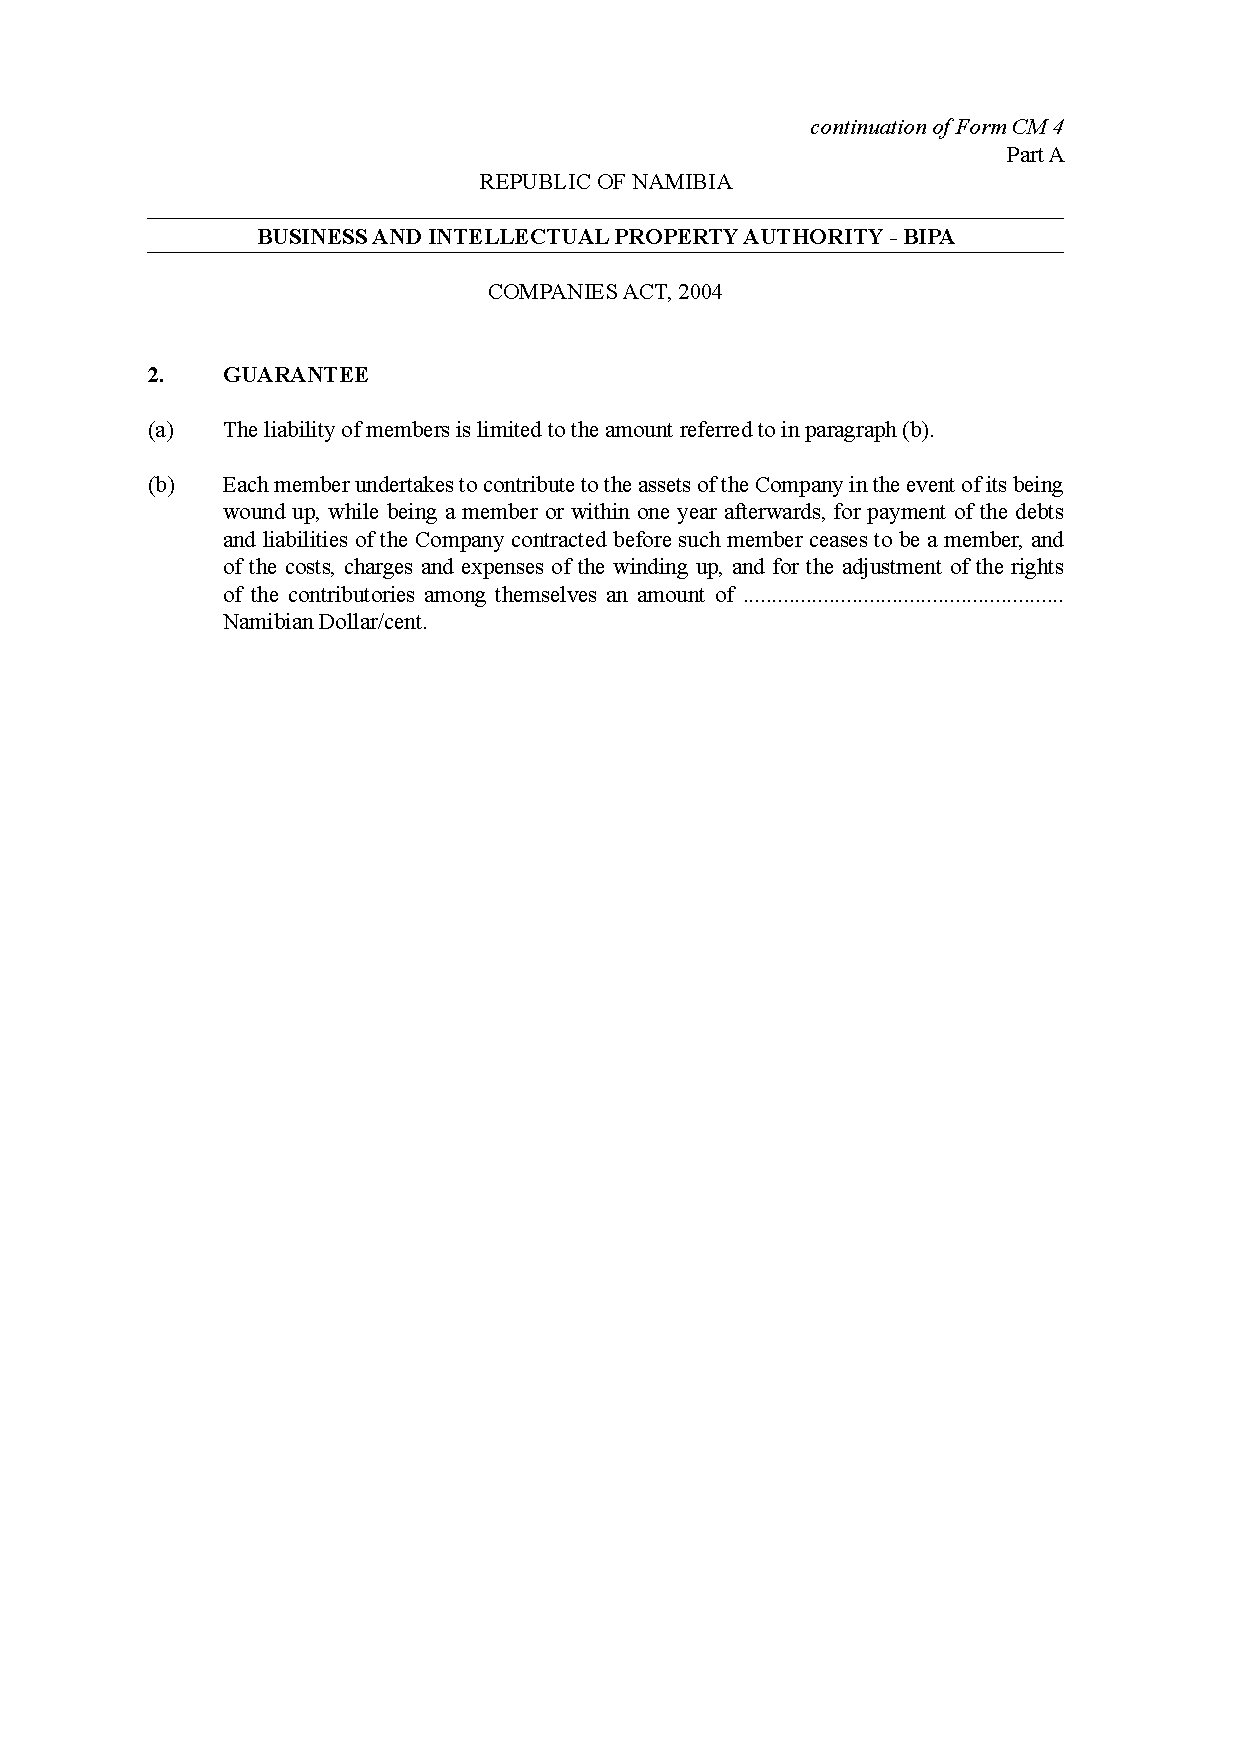 continuation of Form CM 4
Part A
REPUBLIC OF NAMIBIA
BUSINESS AND INTELLECTUAL PROPERTY AUTHORITY - BIPA
COMPANIES ACT, 2004
2. GUARANTEE
(a) The liability of members is limited to the amount referred to in paragraph (b).
(b) Each member undertakes to contribute to the assets of the Company in the event of its being
wound up, while being a member or within one year afterwards, for payment of the debts
and liabilities of the Company contracted before such member ceases to be a member, and
of the costs, charges and expenses of the winding up, and for the adjustment of the rights
of the contributories among themselves an amount of ........................................................
Namibian Dollar/cent.